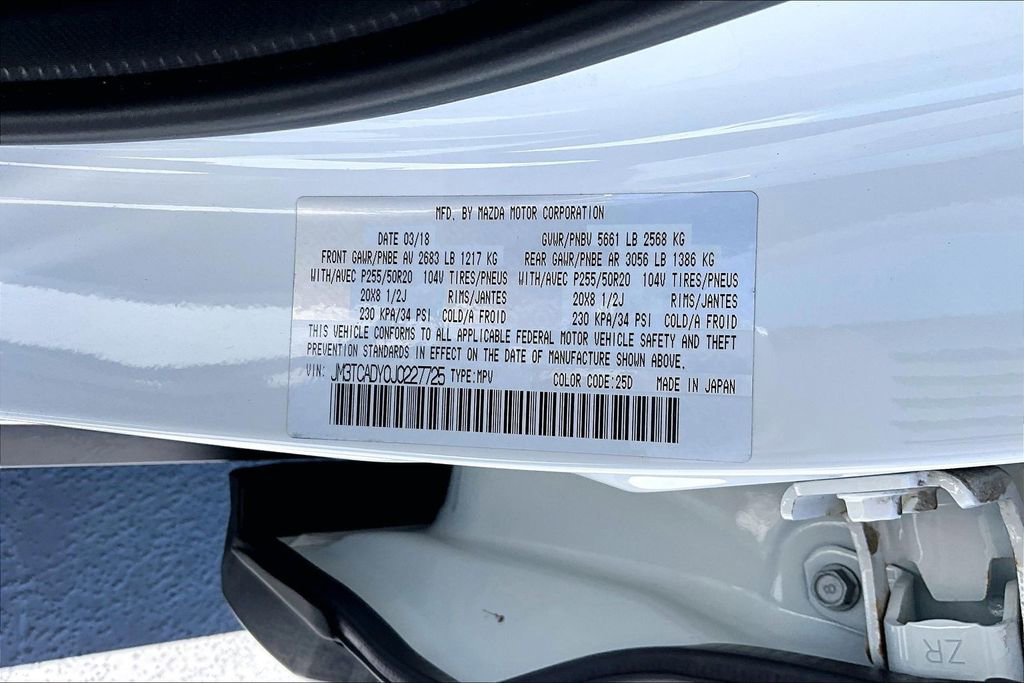 MFD. BY MAZDA MOTOR CORPORATION
DATE 03/18 GVWR/PNBV 5661 LB 2568 KG
FRONT GAWR/PNBE AV 2683 LB 1217 KG REAR GAWR/PNBE AR 3056 LB 1386 KG
WITH/AVEC P255/50R20 104V TIRES/PNEUS WITH/AVEC P255/50R20 104V TIRES/PNEUS
20X8 1/2J RIMS/JANTES 20X8 1/2J RIMS/JANTES
230 KPA/34 PSI COLD/A FROID 230 KPA/34 PSI COLD/A FROID
THIS VEHICLE CONFORMS TO ALL APPLICABLE FEDERAL MOTOR VEHICLE SAFETY AND THEFT
PREVENTION STANDARDS IN EFFECT ON THE DATE OF MANUFACTURE SHOWN ABOVE.
VIN: JM3TCADY0J0227725 TYPE:MPV COLOR CODE:25D MADE IN JAPAN
8
ZR